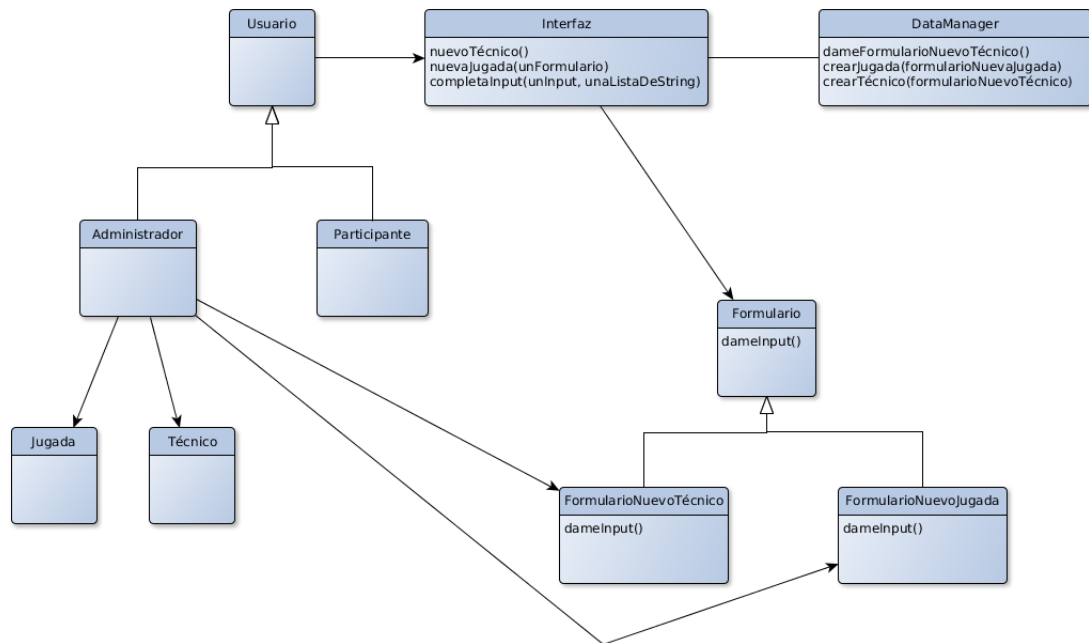 Usuario
Interfaz
nuevoTécnico()
nuevaJugada(unFormulario)
completaInput(unInput, unaListaDeString)
DataManager
dameFormularioNuevoTécnico()
crearJugada(formularioNuevaJugada)
crearTécnico(formularioNuevoTécnico)
Administrador
Participante
Formulario
dameInput()
Jugada
Técnico
FormularioNuevoTécnico
dameInput()
FormularioNuevoJugada
dameInput()